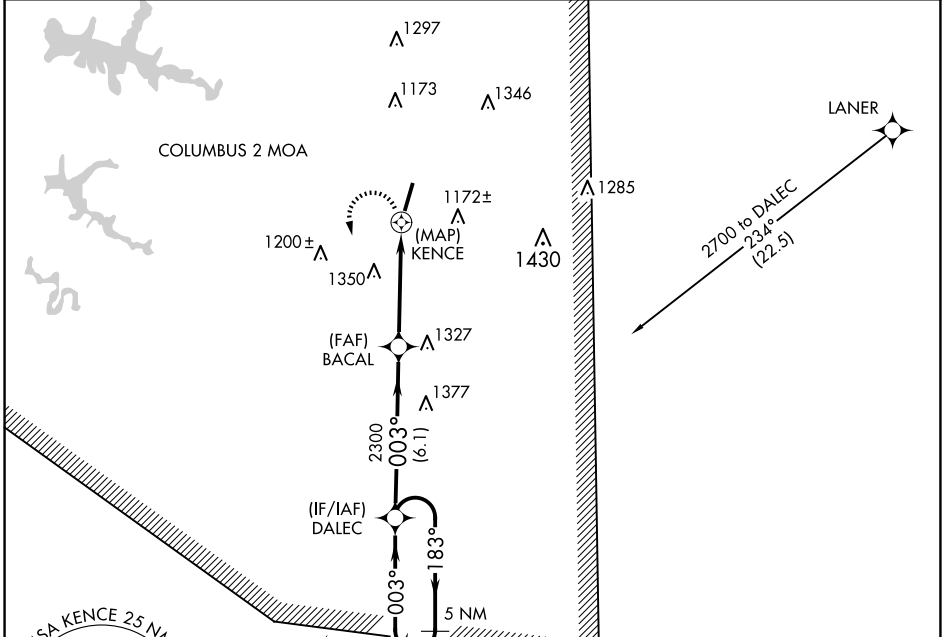 1297
1173
1346
LANER
COLUMBUS 2 MOA
1285
1172±
2700 to DALEC
234°
(22.5)
(MAP)
KENCE
1200±
1430
1350
(FAF)
BACAL
1327
1377
2300
003°
(6.1)
(IF/IAF)
DALEC
183°
003°
5 NM
SA KENCE 25 N